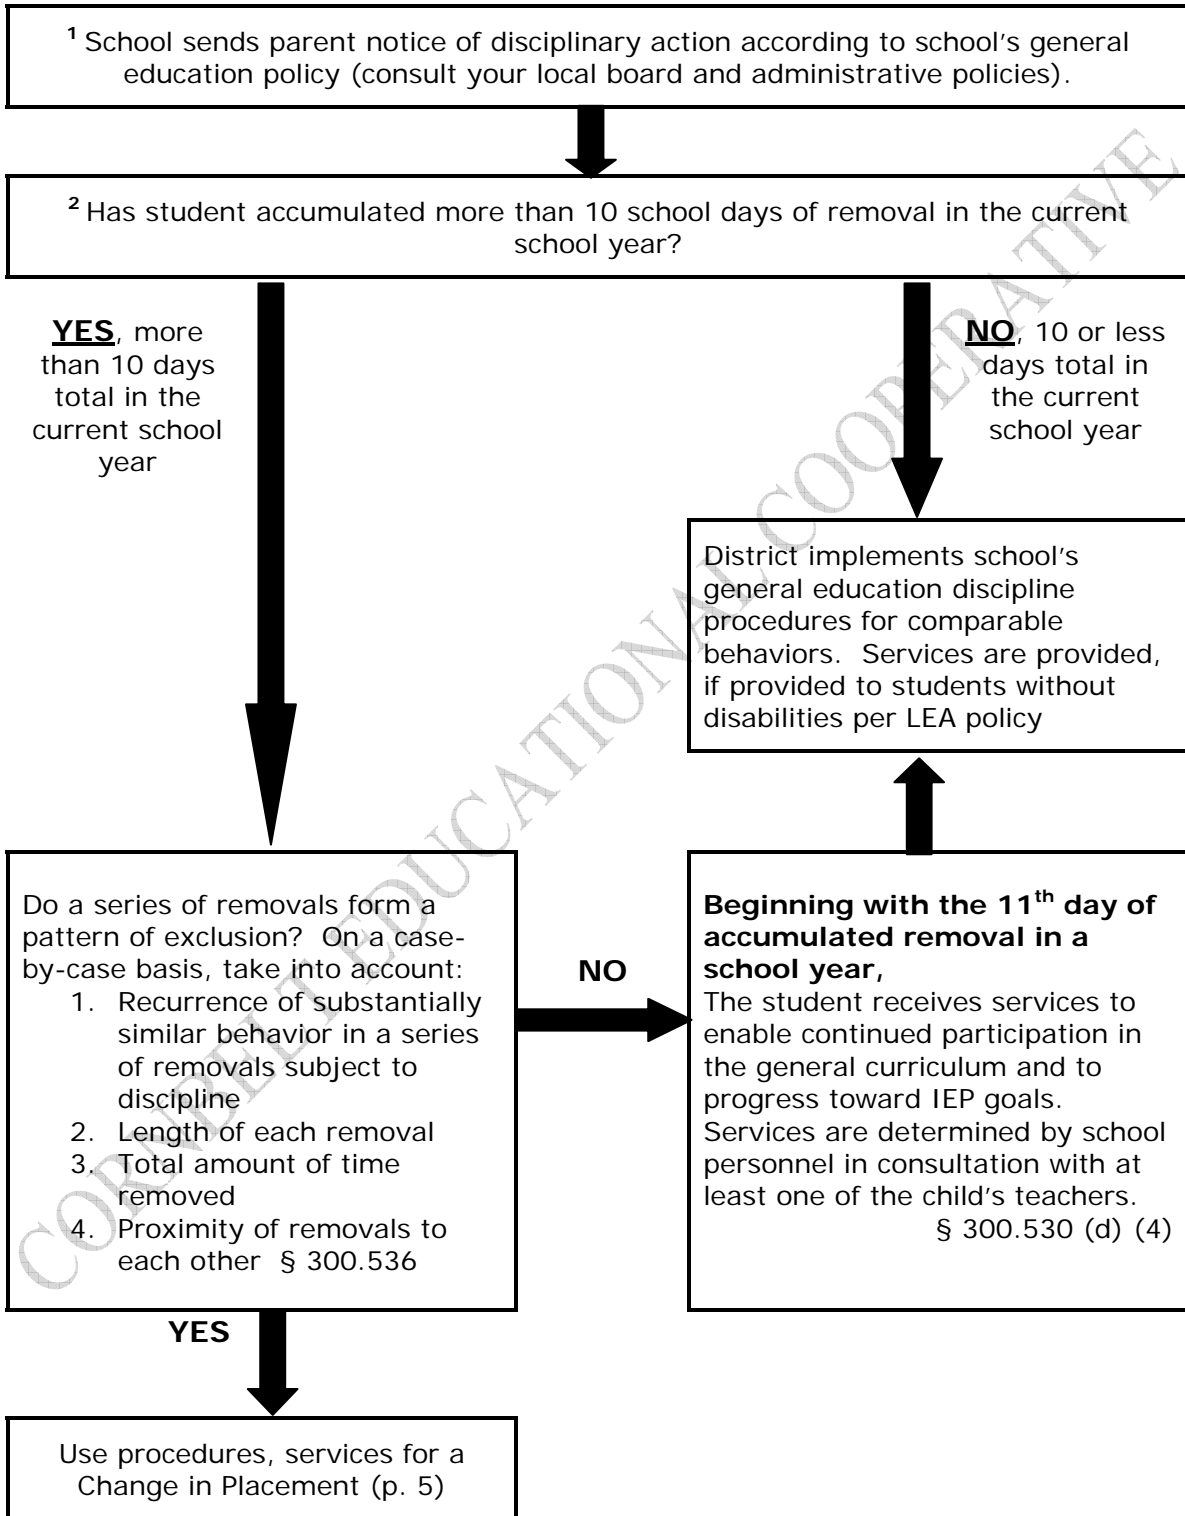 1 School sends parent notice of disciplinary action according to school's general
education policy (consult your local board and administrative policies).
2 Has student accumulated more than 10 school days of removal in the current
school year?
YES, more
than 10 days
total in the
current school
year
NO, 10 or less
days total in
the current
school year
District implements school's
general education discipline
procedures for comparable
behaviors.  Services are provided,
if provided to students without
disabilities per LEA policy
Do a series of removals form a
pattern of exclusion?  On a case-
by-case basis, take into account:
1. Recurrence of substantially
similar behavior in a series
of removals subject to
discipline
2. Length of each removal
3. Total amount of time
removed
4. Proximity of removals to
each other  § 300.536
NO
Beginning with the 11th day of
accumulated removal in a
school year,
The student receives services to
enable continued participation in
the general curriculum and to
progress toward IEP goals.
Services are determined by school
personnel in consultation with at
least one of the child's teachers.
§ 300.530 (d) (4)
YES
Use procedures, services for a
Change in Placement (p. 5)
CORNBELT EDUCATIONAL COOPERATIVE